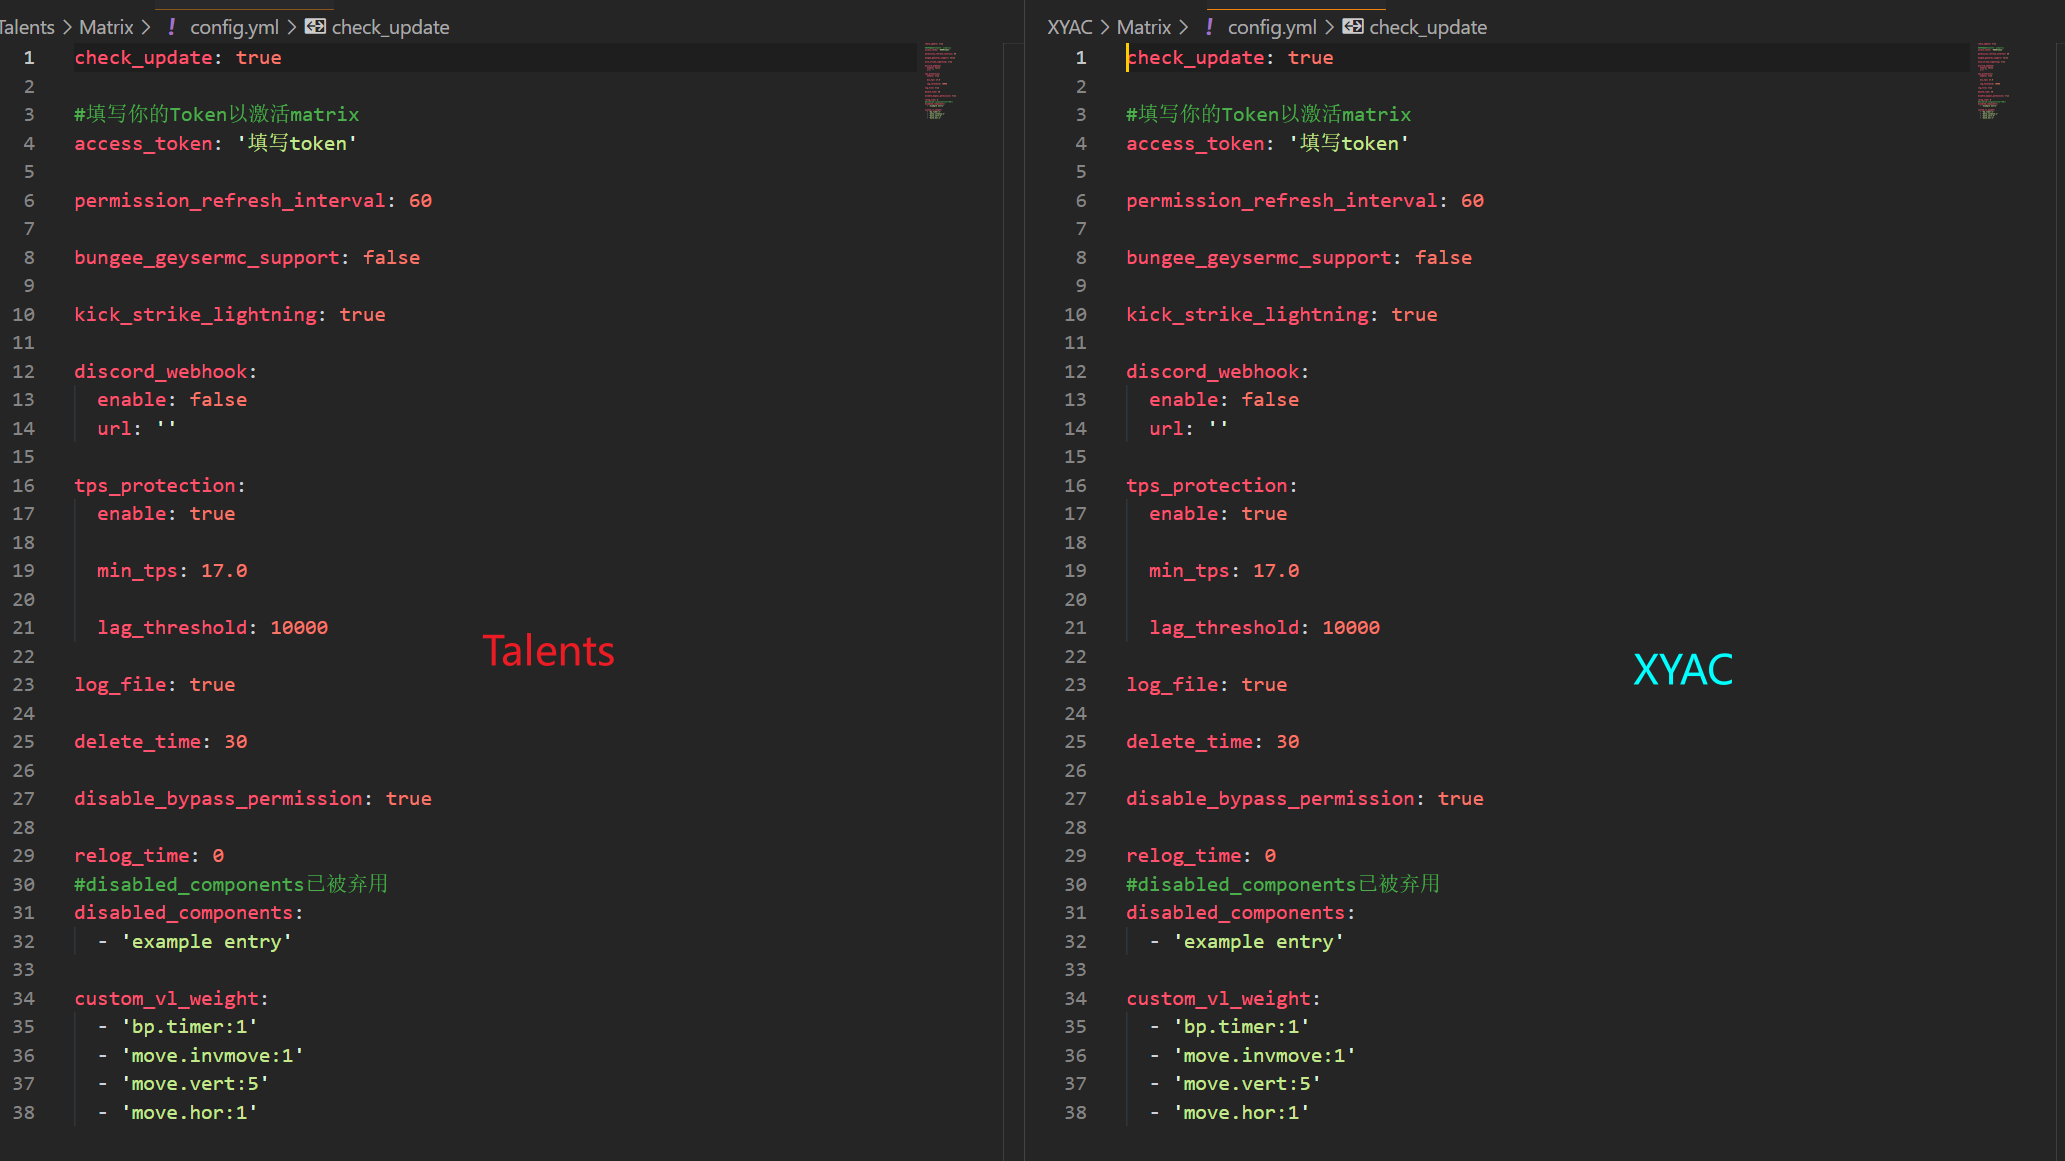 Talents > Matrix > ! config.yml > check_update
1 check_update: true
2
3 #填写你的Token以激活matrix
4 access_token: '填写token'
5
6 permission_refresh_interval: 60
7
8 bungee_geysermc_support: false
9
10 kick_strike_lightning: true
11
12 discord_webhook:
13 enable: false
14 url: ''
15
16 tps_protection:
17 enable: true
18
19 min_tps: 17.0
20
21 lag_threshold: 10000
22
23 log_file: true
24
25 delete_time: 30
26
27 disable_bypass_permission: true
28
29 relog_time: 0
30 #disabled_components已被弃用
31 disabled_components:
32 - 'example entry'
33
34 custom_vl_weight:
35 - 'bp.timer:1'
36 - 'move.invmove:1'
37 - 'move.vert:5'
38 - 'move.hor:1'
Talents
XYAC > Matrix > ! config.yml > check_update
1 check_update: true
2
3 #填写你的Token以激活matrix
4 access_token: '填写token'
5
6 permission_refresh_interval: 60
7
8 bungee_geysermc_support: false
9
10 kick_strike_lightning: true
11
12 discord_webhook:
13 enable: false
14 url: ''
15
16 tps_protection:
17 enable: true
18
19 min_tps: 17.0
20
21 lag_threshold: 10000
22
23 log_file: true
24
25 delete_time: 30
26
27 disable_bypass_permission: true
28
29 relog_time: 0
30 #disabled_components已被弃用
31 disabled_components:
32 - 'example entry'
33
34 custom_vl_weight:
35 - 'bp.timer:1'
36 - 'move.invmove:1'
37 - 'move.vert:5'
38 - 'move.hor:1'
XYAC